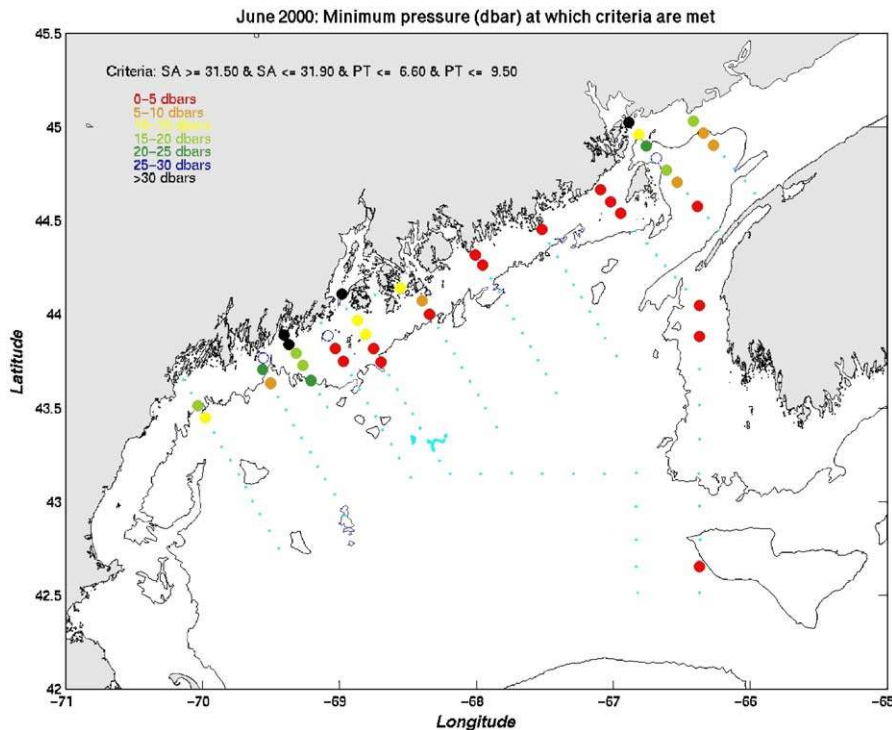 June 2000: Minimum pressure (dbar) at which criteria are met
Criteria: SA >= 31.50 & SA <= 31.90 & PT <= 6.60 & PT <= 9.50
0-5 dbars
5-10 dbars
dbars
15-20 dbars
20-25 dbars
25-30 dbars
>30 dbars
45.5
45
44.5
44
43.5
43
42.5
42
Latitude
-71
-70
-69
-68
-67
-66
-65
Longitude